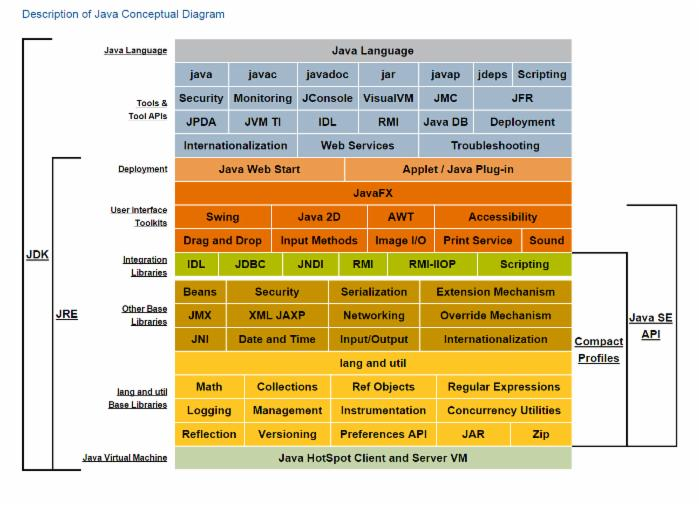 Description of Java Conceptual Diagram
Java Language Java Language
java javac javadoc jar javap jdeps Scripting
Tools &
Tool APIs
Security Monitoring JConsole VisualVM JMC JFR
JPDA JVM TI IDL RMI Java DB Deployment
Internationalization Web Services Troubleshooting
Deployment Java Web Start Applet / Java Plug-in
JavaFX
User Interface
Toolkits
Swing Java 2D AWT Accessibility
Drag and Drop Input Methods Image I/O Print Service Sound
Integration
Libraries
IDL JDBC JNDI RMI RMI-IIOP Scripting
Other Base
Libraries
Beans Security Serialization Extension Mechanism
JMX XML JAXP Networking Override Mechanism
JNI Date and Time Input/Output Internationalization
lang and util
lang and util
Base Libraries
Math Collections Ref Objects Regular Expressions
Logging Management Instrumentation Concurrency Utilities
Reflection Versioning Preferences API JAR Zip
Java Virtual Machine Java HotSpot Client and Server VM
JDK
JRE
Compact
Profiles
Java SE
API